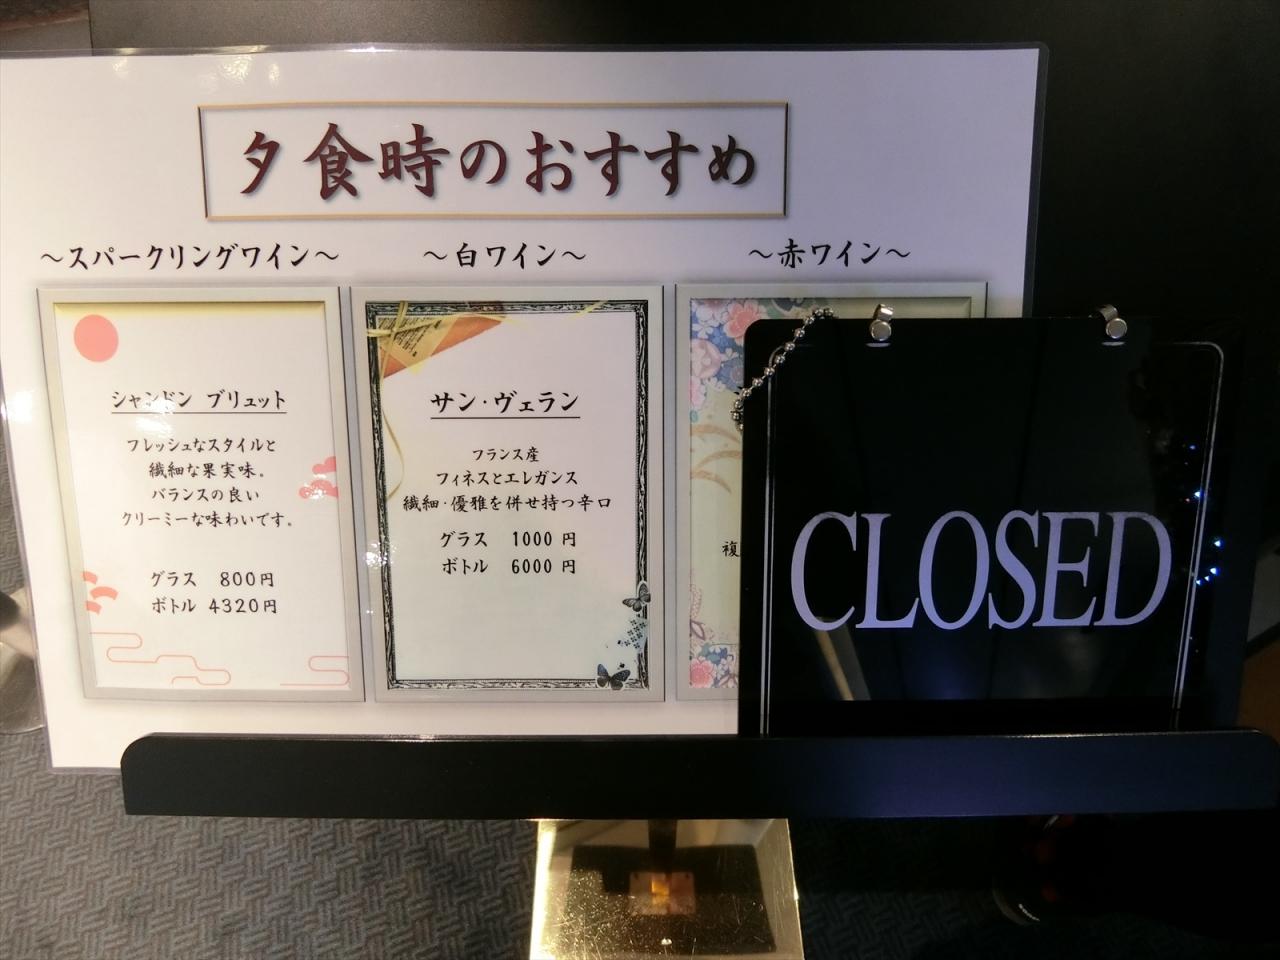 夕食時のおすすめ
～スパークリングワイン～
シャンドン ブリュット
フレッシュなスタイルと
繊細な果実味。
バランスの良い
クリーミーな味わいです。
グラス 800円
ボトル 4320円
～白ワイン～
サン・ヴェラン
フランス産
フィネスとエレガンス
繊細・優雅を併せ持つ辛口
グラス 1000円
ボトル 6000円
～赤ワイン～
複
CLOSED